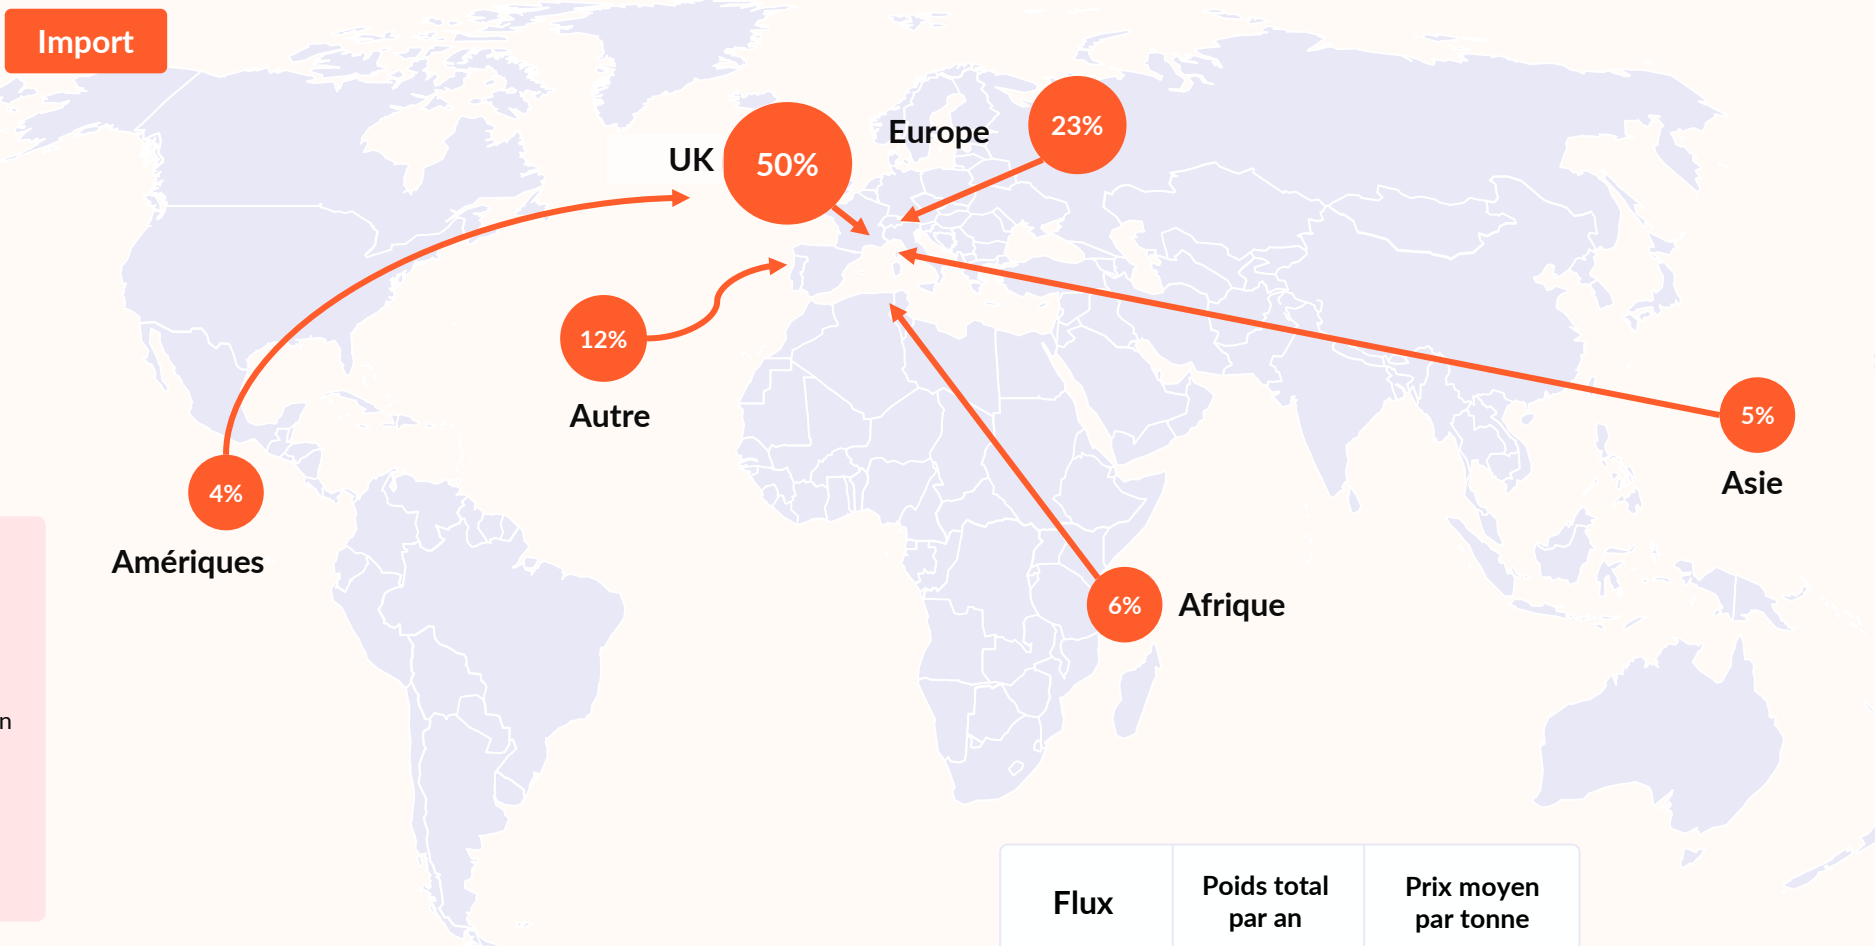 Import
UK
50%
Europe
23%
12%
Autre
4%
Amériques
5%
Asie
6%
Afrique
n
Flux
Poids total
par an
Prix moyen
par tonne